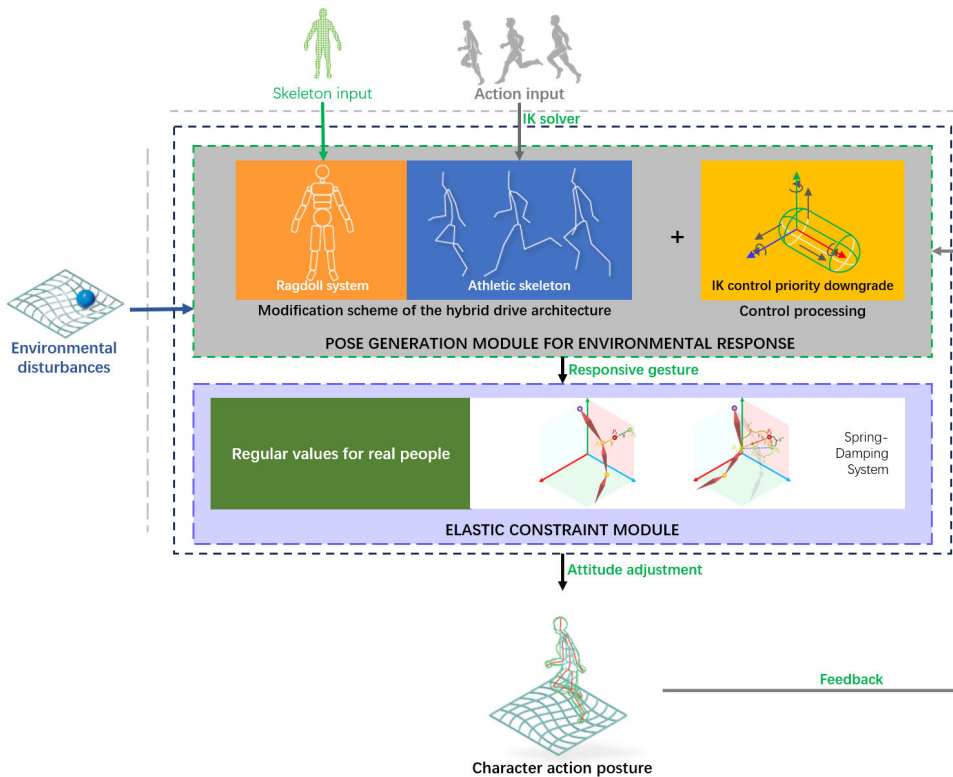 Skeleton input
Action input
IK solver
Ragdoll system
Athletic skeleton
+
IK control priority downgrade
Modification scheme of the hybrid drive architecture
Control processing
POSE GENERATION MODULE FOR ENVIRONMENTAL RESPONSE
Environmental
disturbances
Responsive gesture
Regular values for real people
Spring-
Damping
System
ELASTIC CONSTRAINT MODULE
Attitude adjustment
Feedback
Character action posture